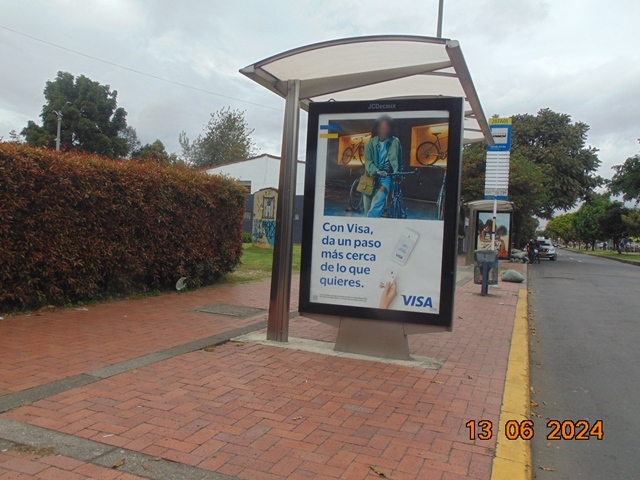 JCDecaux
Con Visa,
da un paso
más cerca
de lo que
quieres.
VISA
13 06 2024